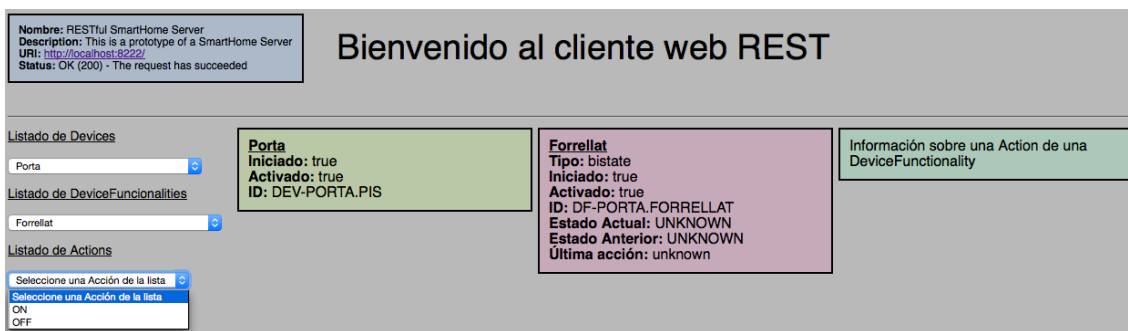 Nombre: RESTful SmartHome Server
Description: This is a prototype of a SmartHome Server
URI: http://localhost:8222/
Status: OK (200) - The request has succeeded
Bienvenido al cliente web REST
Listado de Devices
Porta
Listado de DeviceFuncionalities
Forrellat
Listado de Actions
Seleccione una Acción de la lista
Seleccione una Acción de la lista
ON
OFF
Porta
Iniciado: true
Activado: true
ID: DEV-PORTA.PIS
Forrellat
Tipo: bistate
Iniciado: true
Activado: true
ID: DF-PORTA.FORRELLAT
Estado Actual: UNKNOWN
Estado Anterior: UNKNOWN
Última acción: unknown
Información sobre una Action de una
DeviceFunctionality